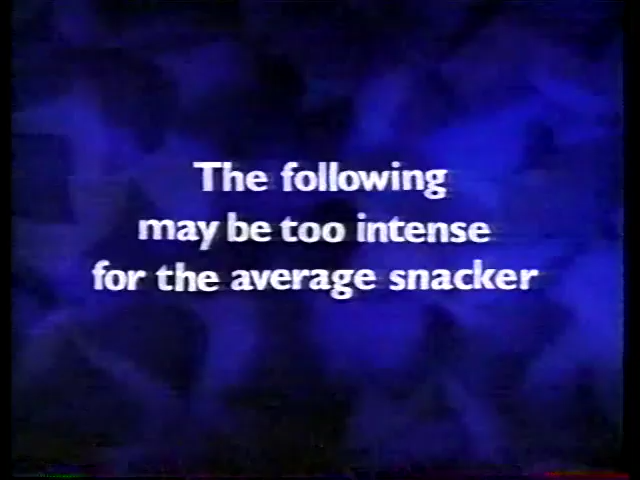 The following
may be too intense
for the average snacker